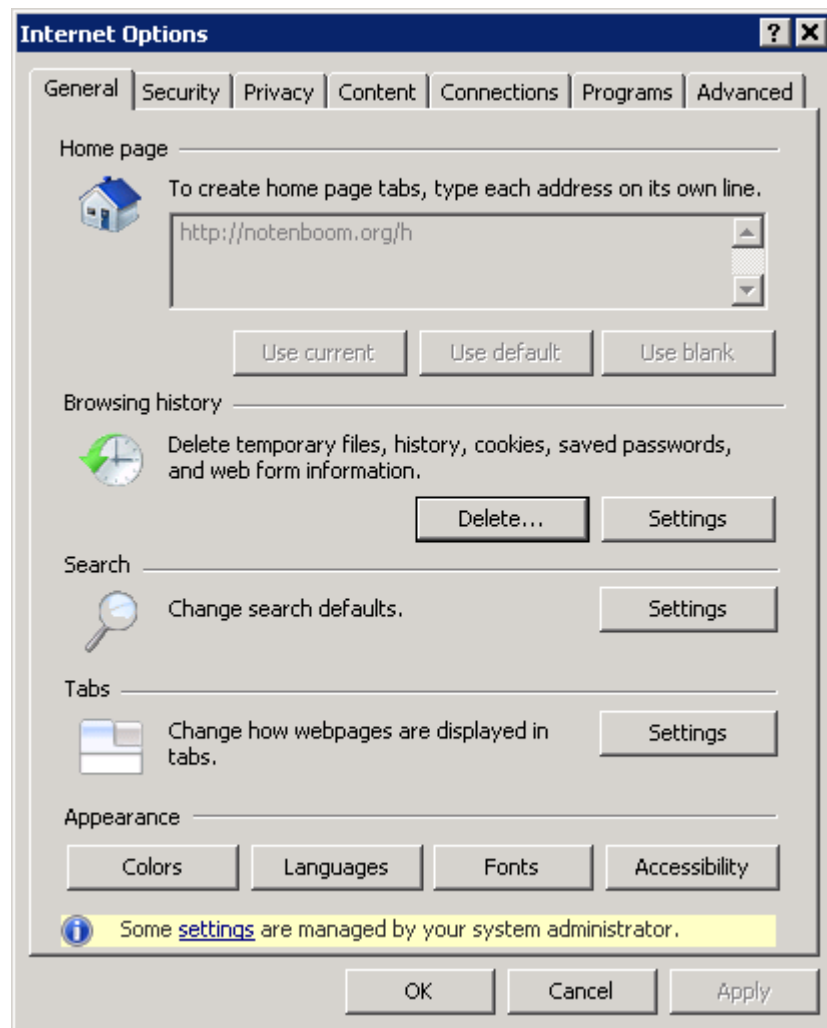 Internet Options
General Security Privacy Content Connections Programs Advanced
Home page
To create home page tabs, type each address on its own line.
http://notenboom.org/h
Use current Use default Use blank
Browsing history
Delete temporary files, history, cookies, saved passwords,
and web form information.
Delete... Settings
Search
Change search defaults. Settings
Tabs
Change how webpages are displayed in
tabs.
Settings
Appearance
Colors Languages Fonts Accessibility
Some settings are managed by your system administrator.
OK Cancel Apply